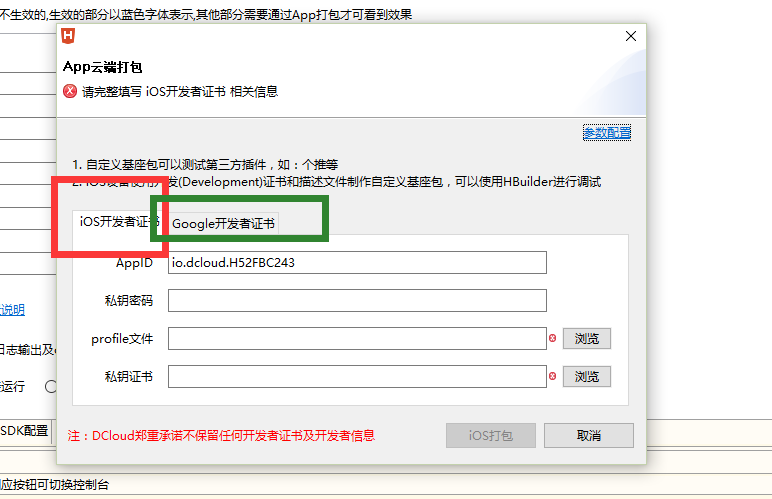 不生效的,生效的部分以蓝色字体表示,其他部分需要通过App打包才可看到效果
App云端打包
请完整填写 iOS开发者证书 相关信息
参数配置
1. 自定义基座包可以测试第三方插件，如：个推等
2. iOS设备使用开发(Development)证书和描述文件制作自定义基座包，可以使用HBuilder进行调试
iOS开发者证书
Google开发者证书
AppID
io.dcloud.H52FBC243
私钥密码
profile文件
浏览
私钥证书
浏览
注：DCloud郑重承诺不保留任何开发者证书及开发者信息
iOS打包
取消
说明
日志输出及
运行
SDK配置
应按钮可切换控制台